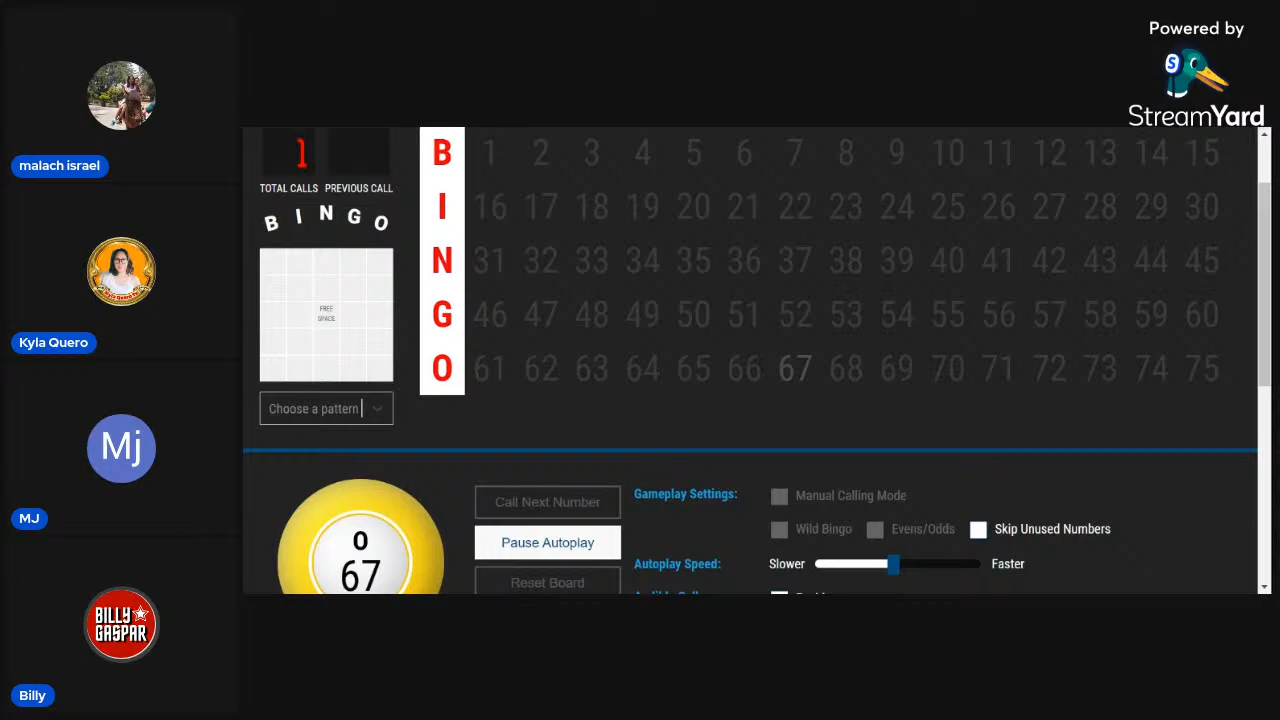 Powered by
S
StreamYard
malach israel
Kyla Quero
Mj
MJ
BILLY
GASPAR
Billy
1
TOTAL CALLS PREVIOUS CALL
B I N G O
FREE
SPACE
Choose a pattern
B 1 2 3 4 5 6 7 8 9 10 11 12 13 14 15
I 16 17 18 19 20 21 22 23 24 25 26 27 28 29 30
N 31 32 33 34 35 36 37 38 39 40 41 42 43 44 45
G 46 47 48 49 50 51 52 53 54 55 56 57 58 59 60
O 61 62 63 64 65 66 67 68 69 70 71 72 73 74 75
O
67
Call Next Number
Pause Autoplay
Reset Board
Gameplay Settings:
Manual Calling Mode
Wild Bingo Evens/Odds Skip Unused Numbers
Autoplay Speed:
Slower Faster